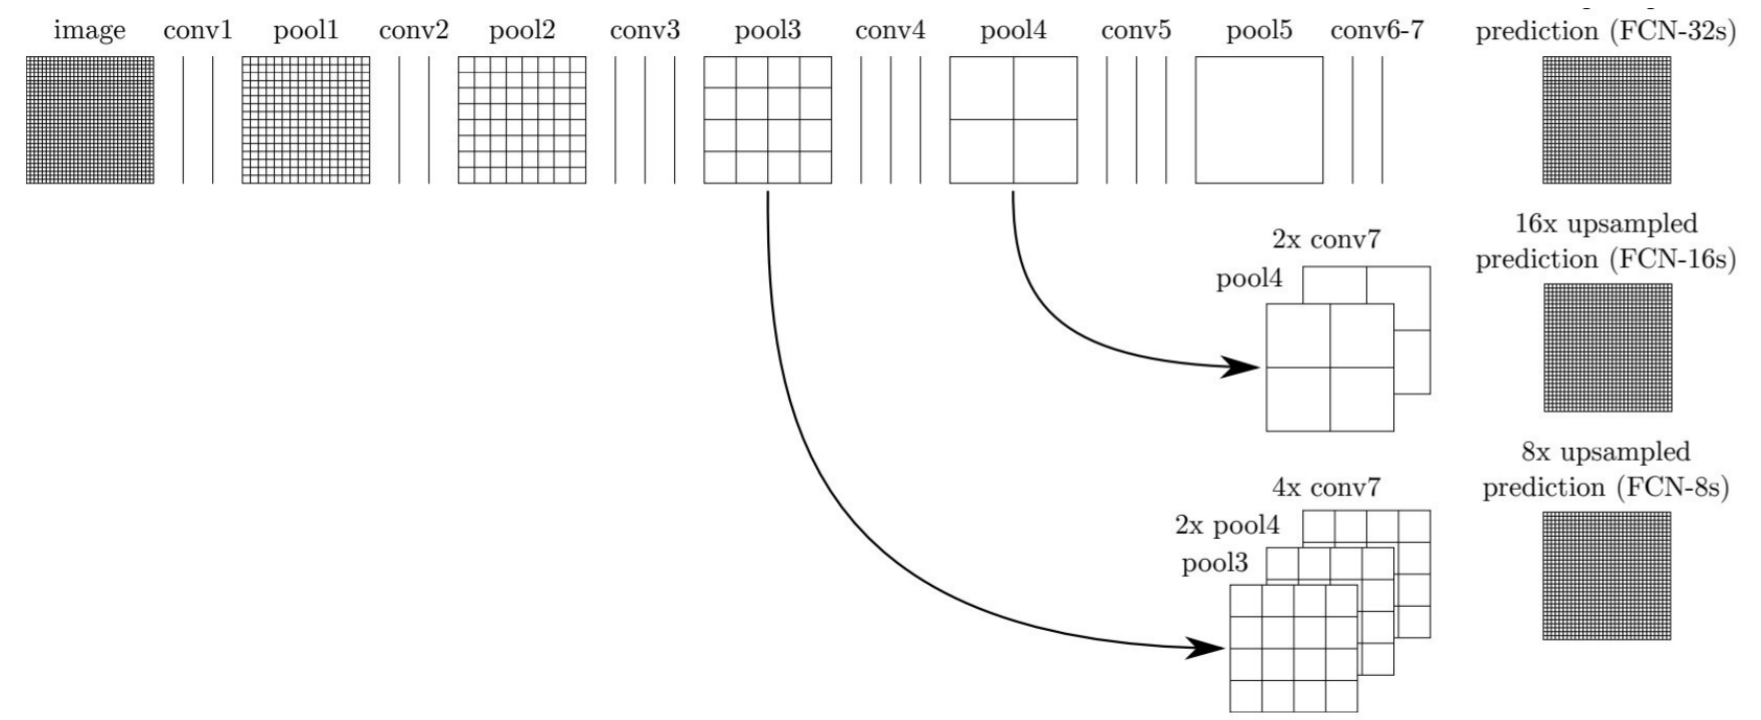 image conv1 pool1 conv2 pool2 conv3 pool3 conv4 pool4 conv5 pool5 conv6-7
prediction (FCN-32s)
2x conv7
pool4
16x upsampled
prediction (FCN-16s)
4x conv7
2x pool4
pool3
8x upsampled
prediction (FCN-8s)